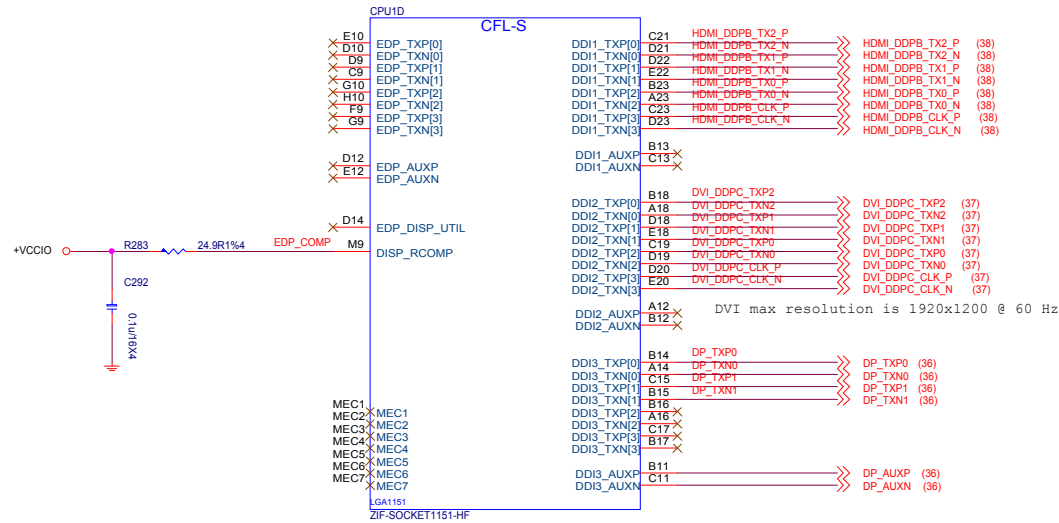 CPU1D
CFL-S
E10 EDP_TXP[0]
D10 EDP_TXN[0]
D9 EDP_TXP[1]
C9 EDP_TXN[1]
G10 EDP_TXP[2]
H10 EDP_TXN[2]
F9 EDP_TXP[3]
G9 EDP_TXN[3]
D12 EDP_AUXP
E12 EDP_AUXN
D14 EDP_DISP_UTIL
+VCCIO R283 24.9R1%4 EDP_COMP M9 DISP_RCOMP
C292
0.1u/16X4
MEC1 MEC1
MEC2 MEC2
MEC3 MEC3
MEC4 MEC4
MEC5 MEC5
MEC6 MEC6
MEC7 MEC7
LGA1151
ZIF-SOCKET1151-HF
DDI1_TXP[0] C21 HDMI_DDPB_TX2_P HDMI_DDPB_TX2_P (38)
DDI1_TXN[0] D21 HDMI_DDPB_TX2_N HDMI_DDPB_TX2_N (38)
DDI1_TXP[1] D22 HDMI_DDPB_TX1_P HDMI_DDPB_TX1_P (38)
DDI1_TXN[1] E22 HDMI_DDPB_TX1_N HDMI_DDPB_TX1_N (38)
DDI1_TXP[2] B23 HDMI_DDPB_TX0_P HDMI_DDPB_TX0_P (38)
DDI1_TXN[2] A23 HDMI_DDPB_TX0_N HDMI_DDPB_TX0_N (38)
DDI1_TXP[3] C23 HDMI_DDPB_CLK_P HDMI_DDPB_CLK_P (38)
DDI1_TXN[3] D23 HDMI_DDPB_CLK_N HDMI_DDPB_CLK_N (38)
DDI1_AUXP B13
DDI1_AUXN C13
DDI2_TXP[0] B18 DVI_DDPC_TXP2 DVI_DDPC_TXP2 (37)
DDI2_TXN[0] A18 DVI_DDPC_TXN2 DVI_DDPC_TXN2 (37)
DDI2_TXP[1] D18 DVI_DDPC_TXP1 DVI_DDPC_TXP1 (37)
DDI2_TXN[1] E18 DVI_DDPC_TXN1 DVI_DDPC_TXN1 (37)
DDI2_TXP[2] C19 DVI_DDPC_TXP0 DVI_DDPC_TXP0 (37)
DDI2_TXN[2] D19 DVI_DDPC_TXN0 DVI_DDPC_TXN0 (37)
DDI2_TXP[3] D20 DVI_DDPC_CLK_P DVI_DDPC_CLK_P (37)
DDI2_TXN[3] E20 DVI_DDPC_CLK_N DVI_DDPC_CLK_N (37)
DDI2_AUXP A12 DVI max resolution is 1920x1200 @ 60 Hz
DDI2_AUXN B12
DDI3_TXP[0] B14 DP_TXP0 DP_TXP0 (36)
DDI3_TXN[0] A14 DP_TXN0 DP_TXN0 (36)
DDI3_TXP[1] C15 DP_TXP1 DP_TXP1 (36)
DDI3_TXN[1] B15 DP_TXN1 DP_TXN1 (36)
DDI3_TXP[2] B16
DDI3_TXN[2] A16
DDI3_TXP[3] C17
DDI3_TXN[3] B17
DDI3_AUXP B11 DP_AUXP (36)
DDI3_AUXN C11 DP_AUXN (36)